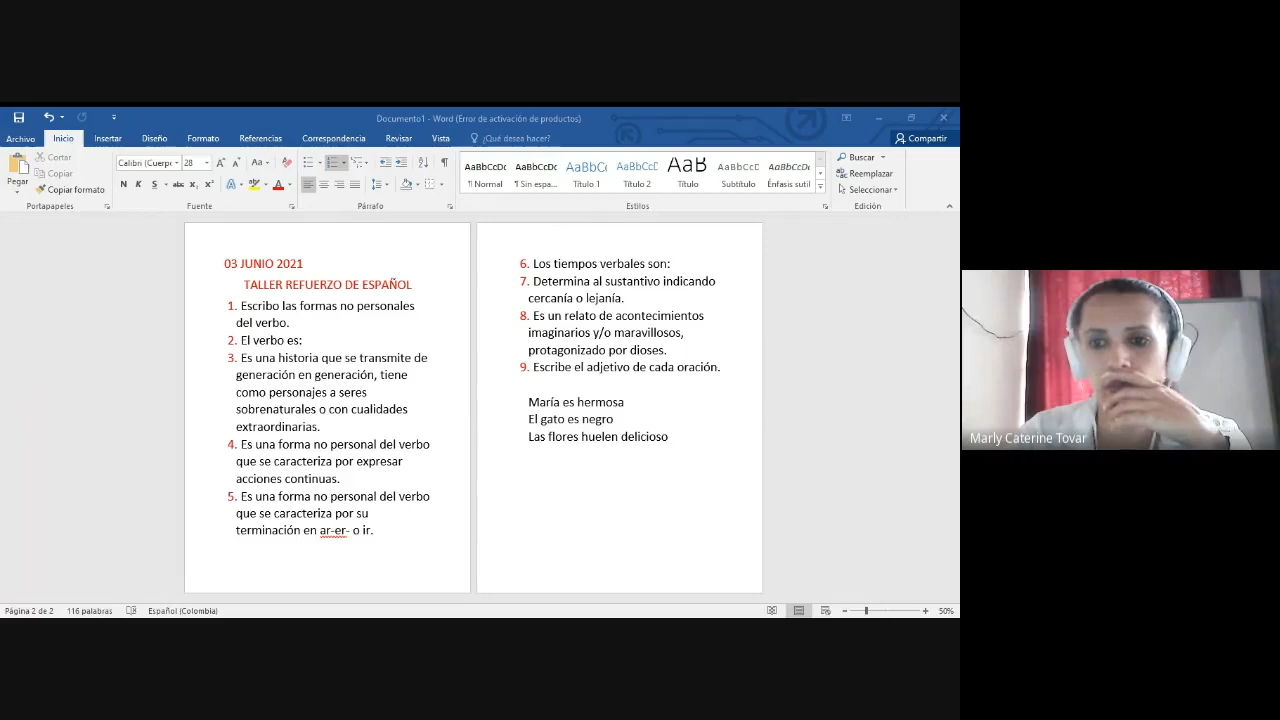 Documento1 - Word (Error de activación de productos)
Archivo Inicio Insertar Diseño Formato Referencias Correspondencia Revisar Vista ¿Qué desea hacer? Compartir
Pegar
Cortar
Copiar
Copiar formato
Portapapeles
Calibri (Cuerp 28
N K S abc x₂ x²
Fuente
Párrafo
AaBbCcDc AaBbCcDc AaBbC AaBbCcD AaB AaBbCcD AaBbCcDc
¶ Normal ¶ Sin espa... Título 1 Título 2 Título Subtítulo Énfasis sutil
Estilos
Buscar
Reemplazar
Seleccionar
Edición
03 JUNIO 2021
TALLER REFUERZO DE ESPAÑOL
1. Escribo las formas no personales
del verbo.
2. El verbo es:
3. Es una historia que se transmite de
generación en generación, tiene
como personajes a seres
sobrenaturales o con cualidades
extraordinarias.
4. Es una forma no personal del verbo
que se caracteriza por expresar
acciones continuas.
5. Es una forma no personal del verbo
que se caracteriza por su
terminación en ar-er- o ir.
6. Los tiempos verbales son:
7. Determina al sustantivo indicando
cercanía o lejanía.
8. Es un relato de acontecimientos
imaginarios y/o maravillosos,
protagonizado por dioses.
9. Escribe el adjetivo de cada oración.
María es hermosa
El gato es negro
Las flores huelen delicioso
Marly Caterine Tovar
Página 2 de 2 116 palabras Español (Colombia) 50%